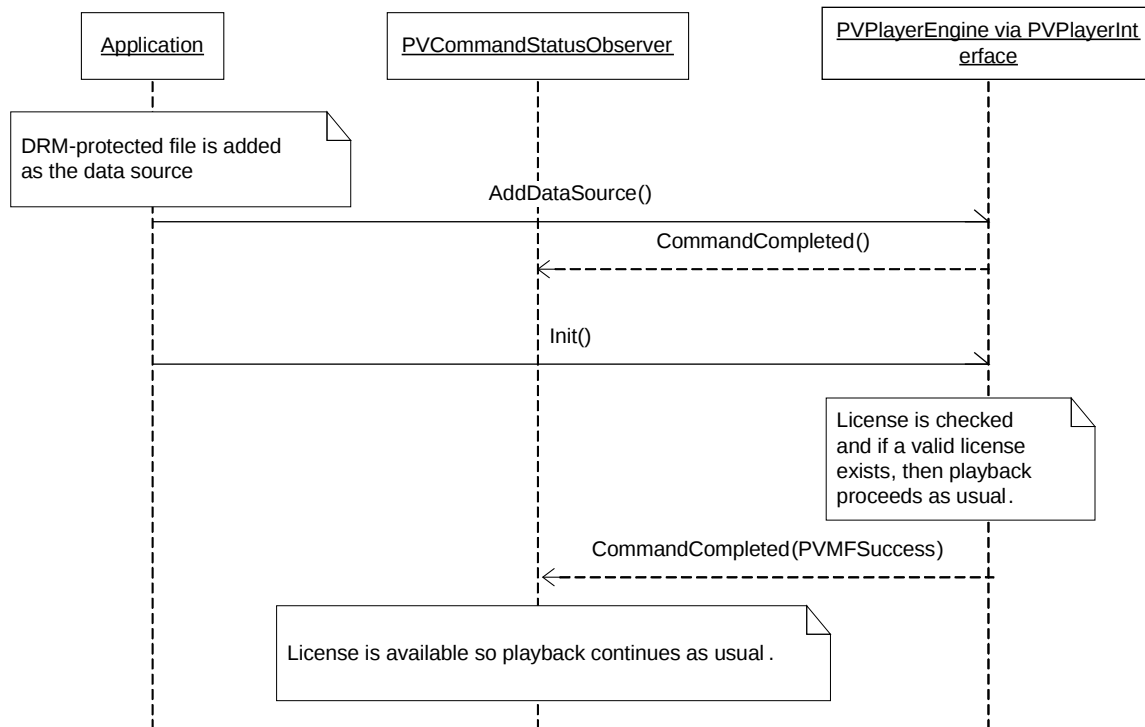 Application
PVCommandStatusObserver
PVPlayerEngine via PVPlayerInt
erface
DRM-protected file is added
as the data source
AddDataSource()
CommandCompleted()
Init()
License is checked
and if a valid license
exists, then playback
proceeds as usual.
CommandCompleted(PVMFSuccess)
License is available so playback continues as usual.